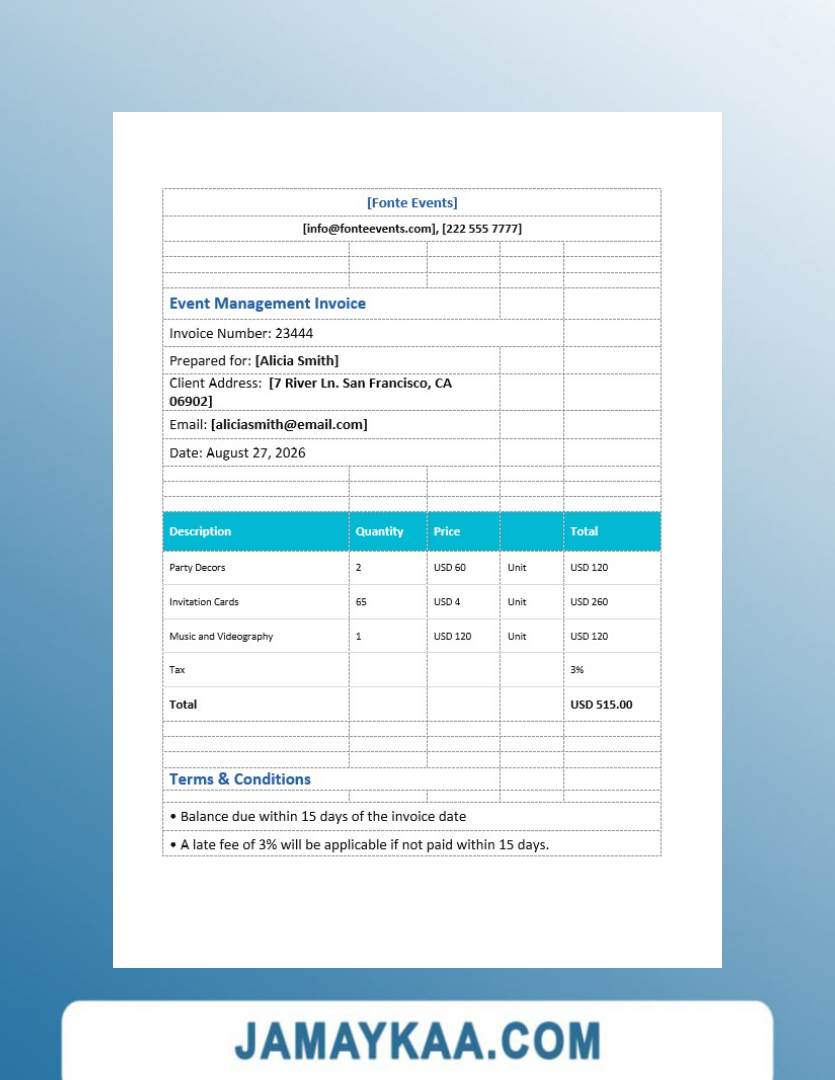 [Fonte Events]
[info@fonteevents.com], [222 555 7777]
Event Management Invoice
Invoice Number: 23444
Prepared for: [Alicia Smith]
Client Address: [7 River Ln. San Francisco, CA
06902]
Email: [aliciasmith@email.com]
Date: August 27, 2026
Description Quantity Price Total
Party Decors 2 USD 60 Unit USD 120
Invitation Cards 65 USD 4 Unit USD 260
Music and Videography 1 USD 120 Unit USD 120
Tax 3%
Total USD 515.00
Terms & Conditions
• Balance due within 15 days of the invoice date
• A late fee of 3% will be applicable if not paid within 15 days.
JAMAYKAA.COM